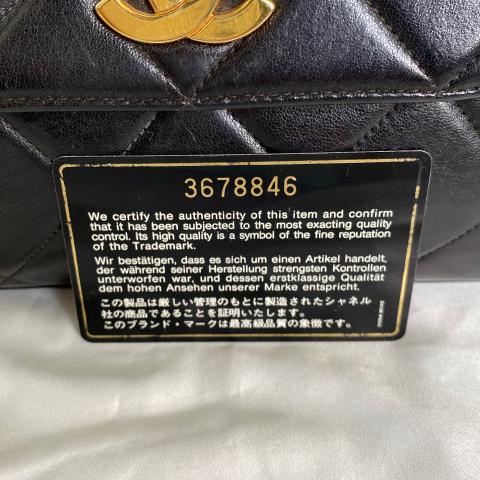 3678846
We certify the authenticity of this item and confirm
that it has been subjected to the most exacting quality
control. Its high quality is a symbol of the fine reputation
of the Trademark.
Wir bestätigen, dass es sich um einen Artikel handelt,
der während seiner Herstellung strengsten Kontrollen
unterworfen war, und dessen erstklassige Qualität
dem hohen Ansehen unserer Marke entspricht.
この製品は厳しい管理のもとに製造されたシャネル
社の商品であることを証明いたします。
このブランド・マークは最高級品質の象徴です。